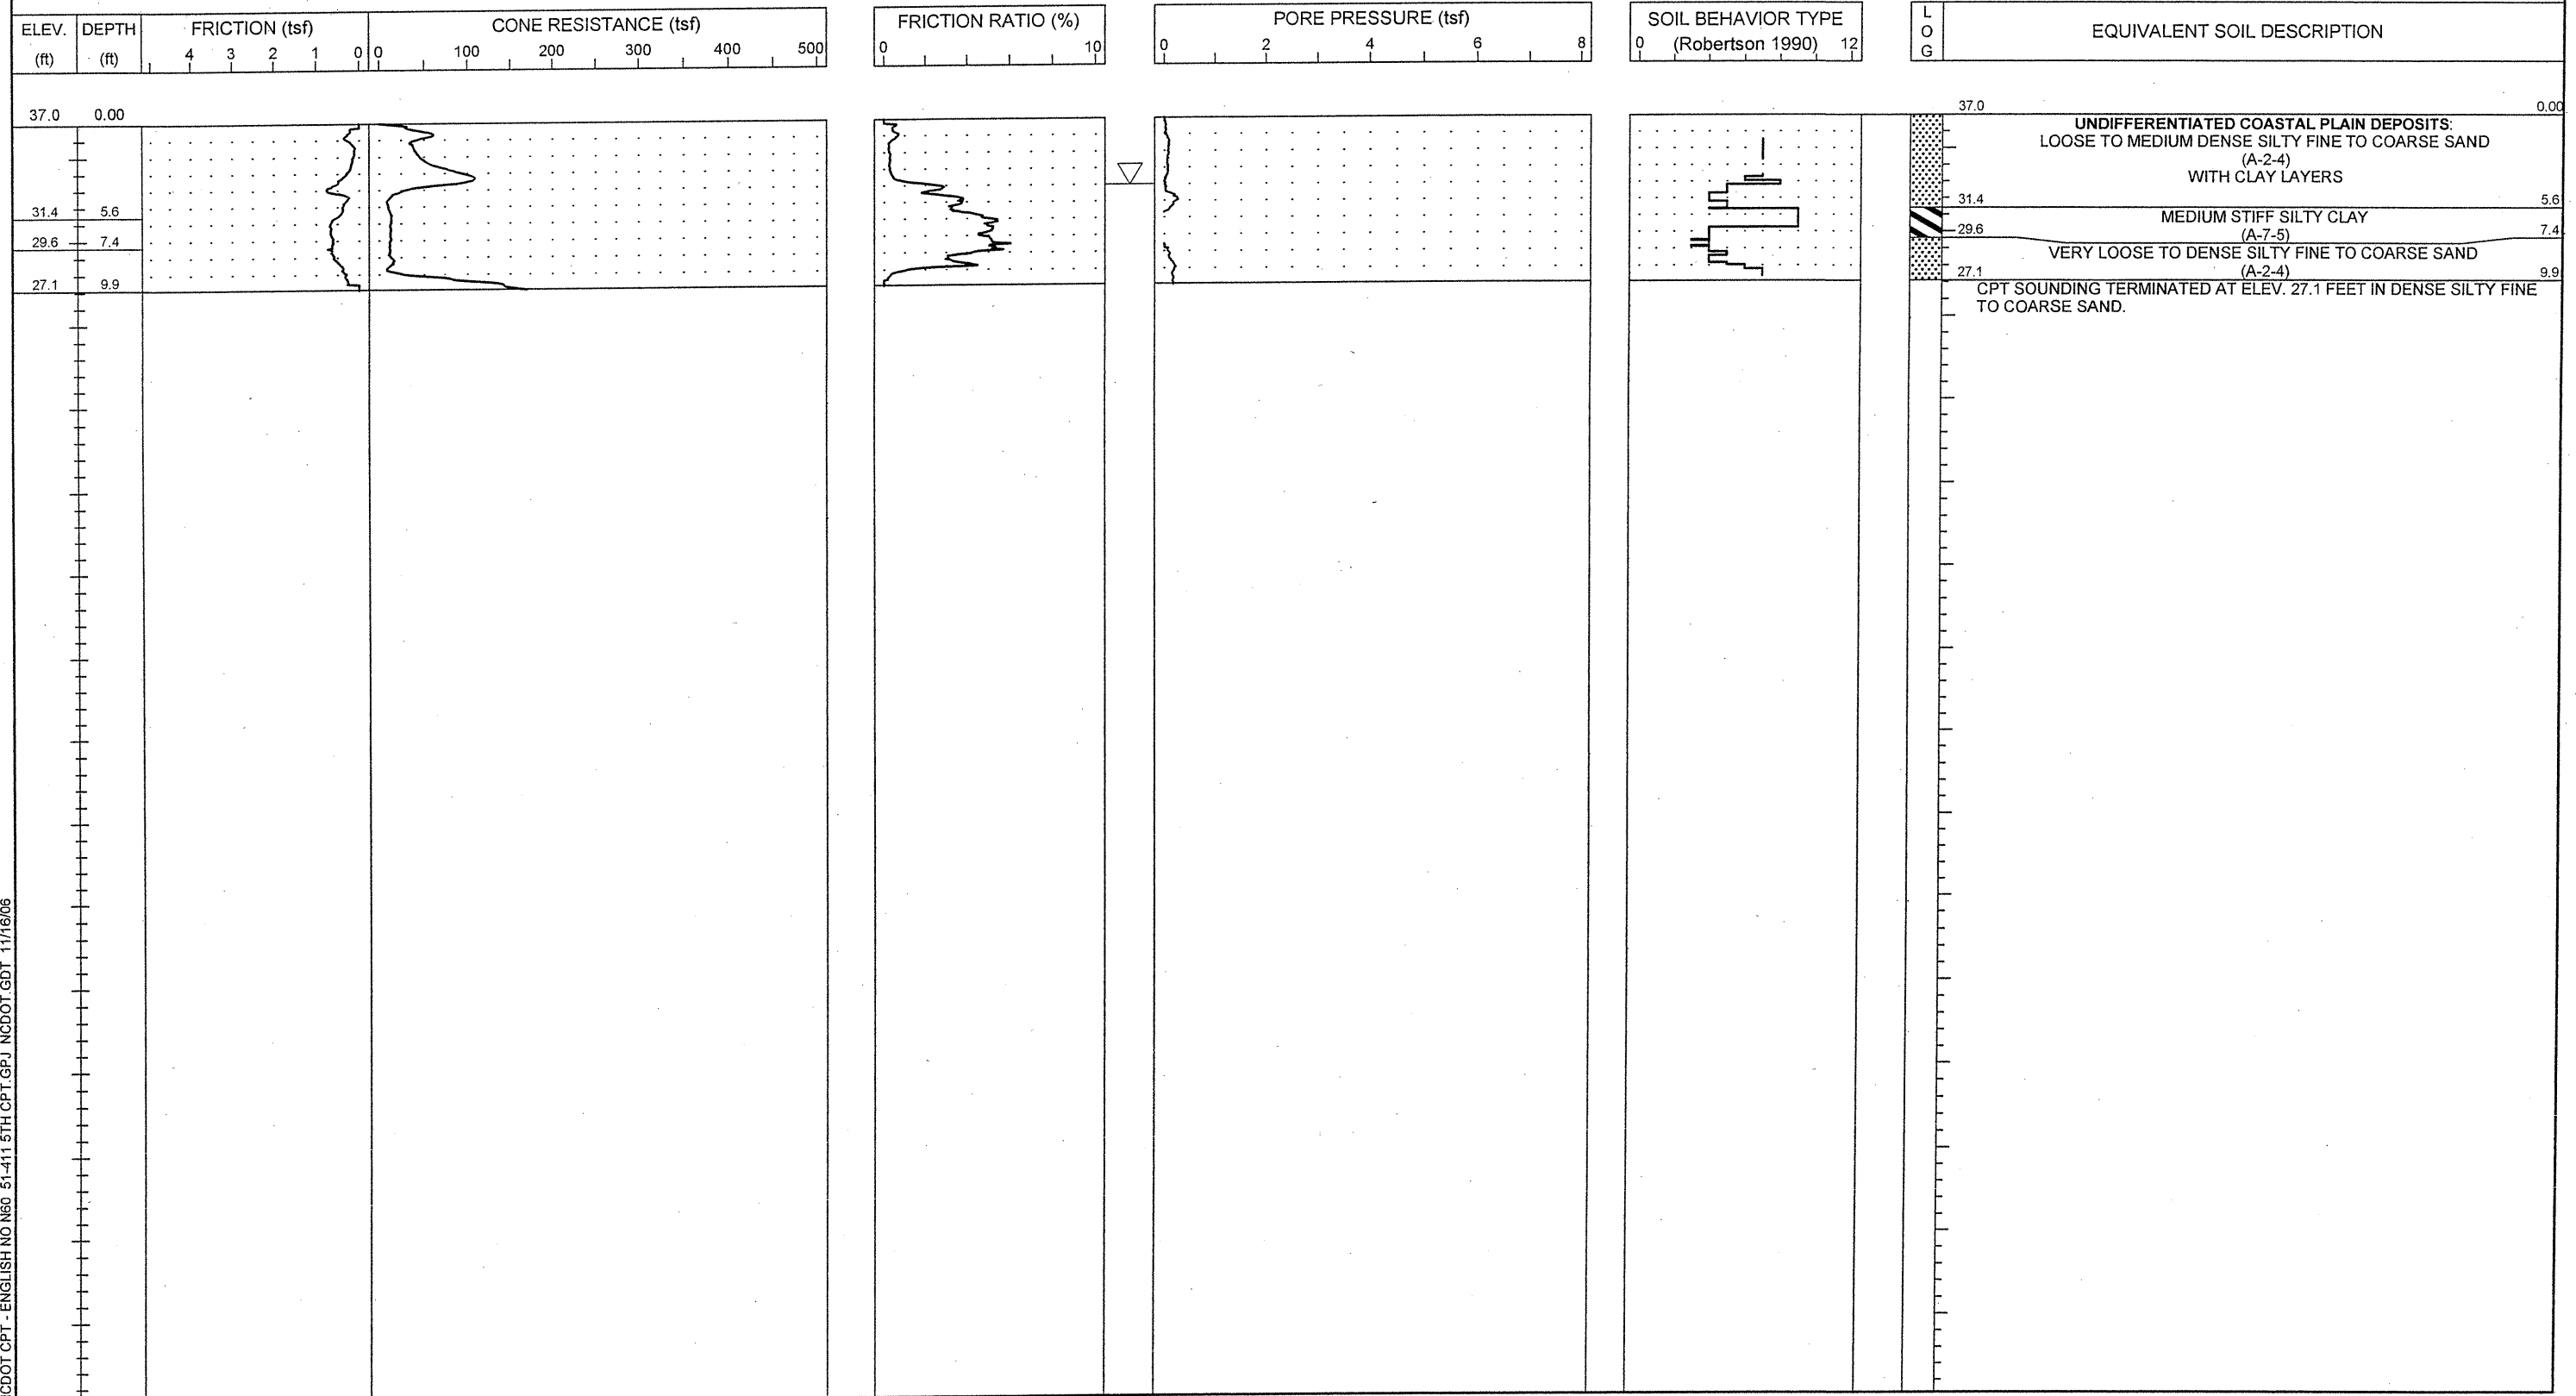 ELEV. DEPTH FRICTION (tsf) CONE RESISTANCE (tsf) FRICTION RATIO (%) PORE PRESSURE (tsf) SOIL BEHAVIOR TYPE L O G EQUIVALENT SOIL DESCRIPTION
(ft) (ft) 4 3 2 1 0 0 100 200 300 400 500 0 10 0 2 4 6 8 0 (Robertson 1990) 12
37.0 0.00 37.0 0.00
UNDIFFERENTIATED COASTAL PLAIN DEPOSITS:
LOOSE TO MEDIUM DENSE SILTY FINE TO COARSE SAND
(A-2-4)
WITH CLAY LAYERS
31.4 5.6 31.4 5.6
MEDIUM STIFF SILTY CLAY
29.6 7.4 29.6 (A-7-5) 7.4
VERY LOOSE TO DENSE SILTY FINE TO COARSE SAND
27.1 9.9 27.1 (A-2-4) 9.9
CPT SOUNDING TERMINATED AT ELEV. 27.1 FEET IN DENSE SILTY FINE
TO COARSE SAND.
CDOT CPT - ENGLISH NO N60 51-411 5TH CPT.GPJ NCDOT.GDT 11/16/06